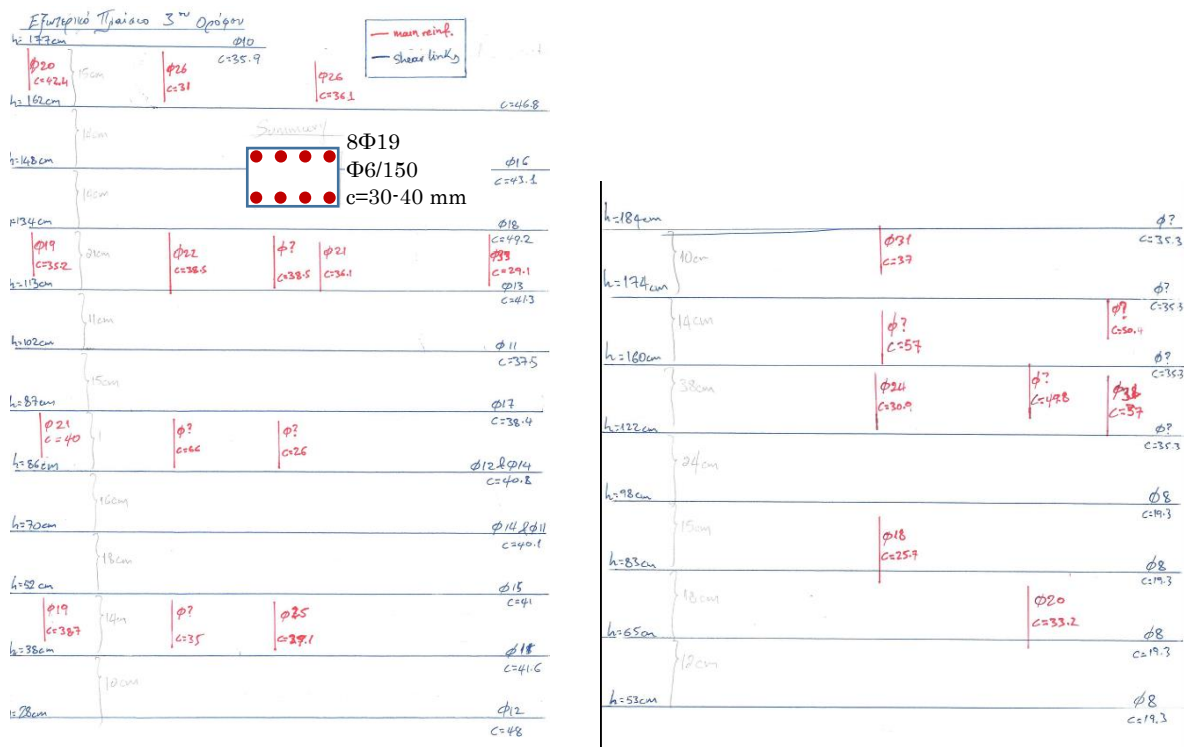 Εξωτερικό Πλαίσιο 3ου Ορόφου
main reinf.
shear links
h=177cm Φ10
c=35.9
Φ20 Φ26 Φ26
c=42.4 15cm c=31 c=36.1
h=162cm c=46.8
14cm
Summary
8Φ19
Φ6/150
c=30-40 mm
h=148cm Φ16
c=43.1
h=134cm Φ18
c=49.2
Φ19 21cm Φ22 Φ? Φ21
c=35.2 c=38.5 c=38.5 c=36.1 c=29.1
h=113cm Φ13
c=41.3
11cm
h=102cm Φ11
c=37.5
15cm
h=87cm Φ17
c=38.4
Φ21 1 Φ? Φ?
c=40 c=66 c=26
h=86cm Φ12&Φ14
c=40.8
16cm
h=70cm Φ14&Φ11
c=40.1
18cm
h=52cm Φ15
c=41
Φ19 14cm Φ? Φ25
c=387 c=35
h=38cm
c=41.6
10cm
h=28cm Φ12
c=48
h=184cm Φ?
c=35.3
10cm Φ31
c=37
h=174cm Φ?
c=35.3
14cm Φ? Φ?
c=57 c=50.4
h=160cm Φ?
c=35.3
38cm Φ24 Φ?
c=30.9 c=49.8 c=37
h=122cm Φ?
c=35.3
24cm
h=98cm Φ8
c=19.3
15cm Φ18
c=25.7
h=83cm Φ8
c=19.3
18cm Φ20
c=33.2
h=65cm Φ8
c=19.3
12cm
h=53cm Φ8
c=19.3